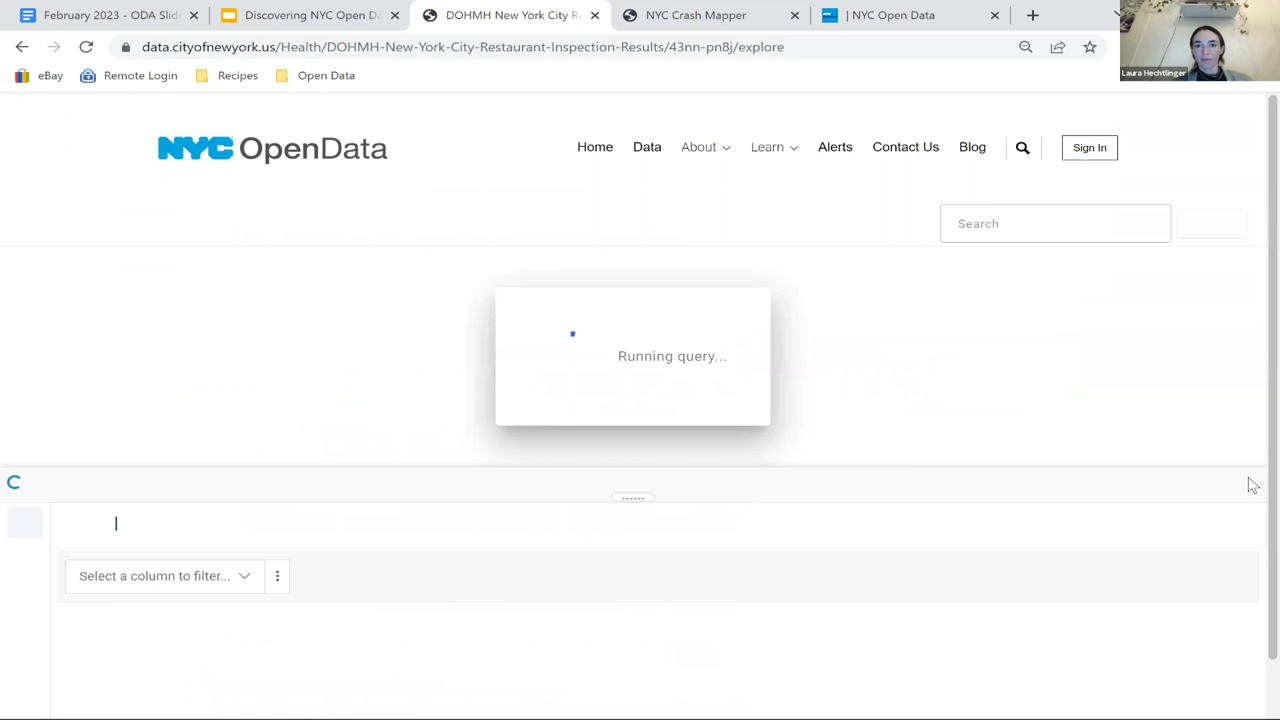 February 2023 – ODA Slide
Discovering NYC Open Da
DOHMH New York City Re
NYC Crash Mapper
| NYC Open Data
data.cityofnewyork.us/Health/DOHMH-New-York-City-Restaurant-Inspection-Results/43nn-pn8j/explore
eBay
Remote Login
Recipes
Open Data
Laura Hechtlinger
NYC OpenData
Home
Data
About
Learn
Alerts
Contact Us
Blog
Sign In
Search
Running query...
Select a column to filter...